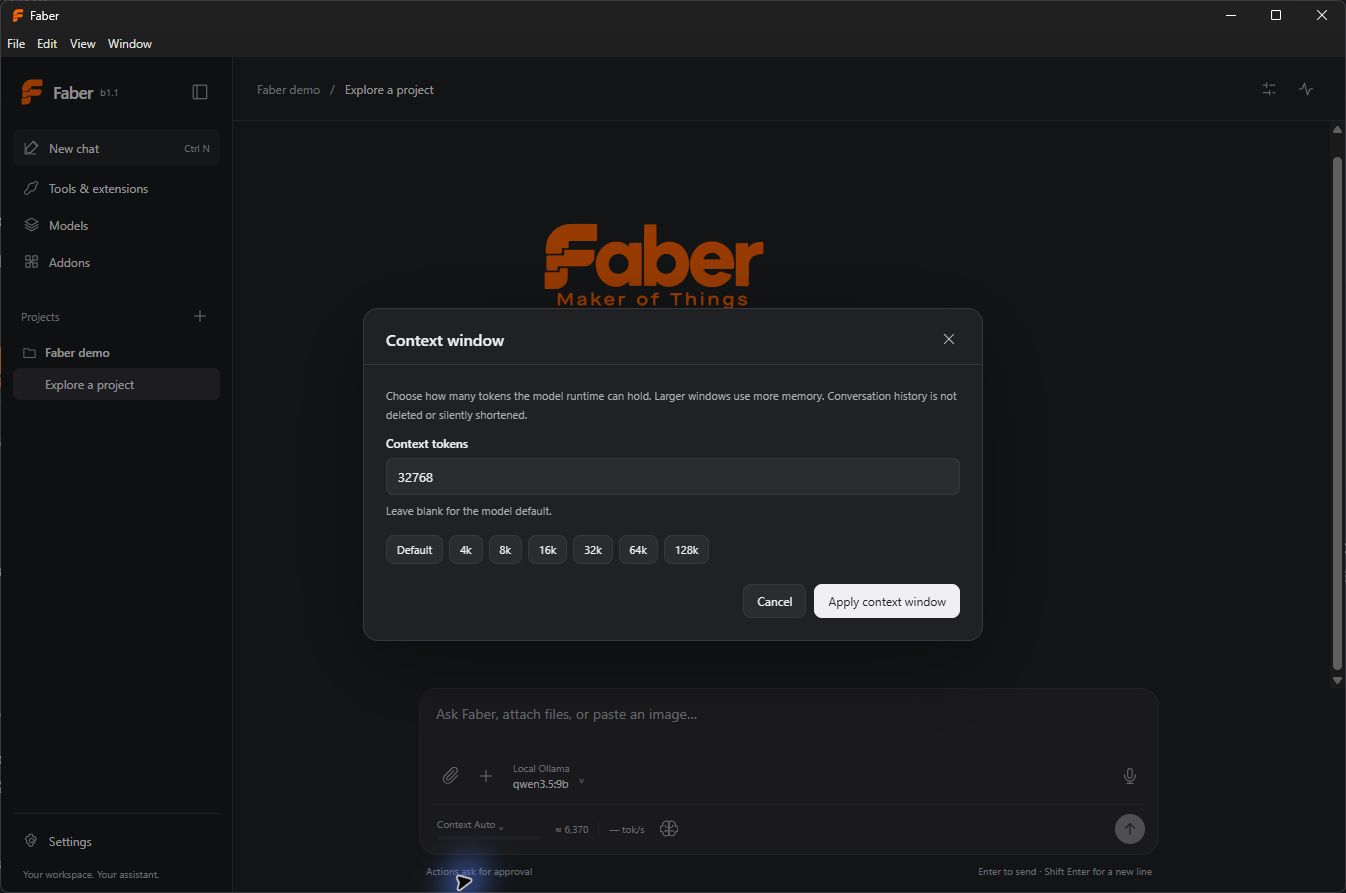 Faber
File Edit View Window
Faber b1.1
Faber demo / Explore a project
New chat Ctrl N
Tools & extensions
Models
Addons
Projects
Faber demo
Explore a project
Settings
Your workspace. Your assistant.
Faber
Maker of Things
Context window
Choose how many tokens the model runtime can hold. Larger windows use more memory. Conversation history is not
deleted or silently shortened.
Context tokens
32768
Leave blank for the model default.
Default 4k 8k 16k 32k 64k 128k
Cancel Apply context window
Ask Faber, attach files, or paste an image...
Local Ollama
qwen3.5:9b
Context Auto ≈ 6,370 — tok/s
Actions ask for approval Enter to send · Shift Enter for a new line